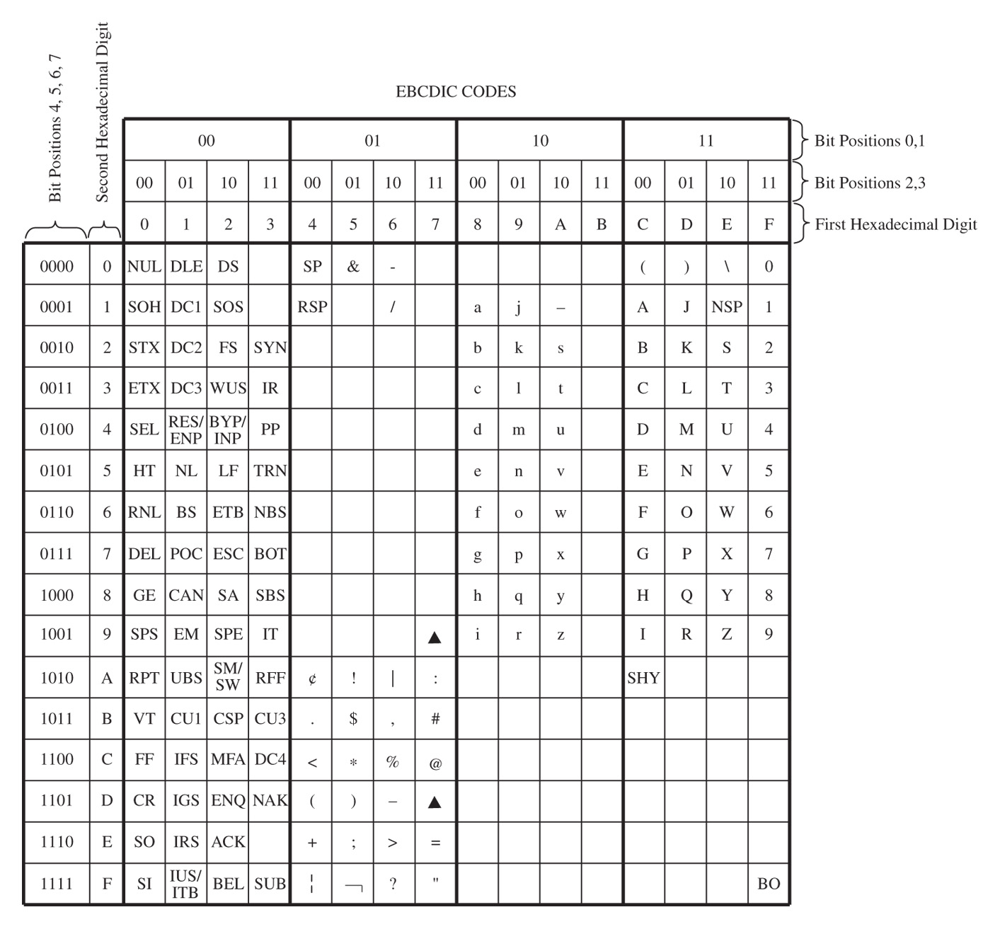 EBCDIC CODES
Bit Positions 4, 5, 6, 7
Second Hexadecimal Digit
00 01 10 11 Bit Positions 0,1
00 01 10 11 00 01 10 11 00 01 10 11 00 01 10 11 Bit Positions 2,3
0 1 2 3 4 5 6 7 8 9 A B C D E F First Hexadecimal Digit
0000 0 NUL DLE DS SP & - ( ) \ 0
0001 1 SOH DC1 SOS RSP / a j – A J NSP 1
0010 2 STX DC2 FS SYN b k s B K S 2
0011 3 ETX DC3 WUS IR c l t C L T 3
0100 4 SEL RES/ ENP BYP/ INP PP d m u D M U 4
0101 5 HT NL LF TRN e n v E N V 5
0110 6 RNL BS ETB NBS f o w F O W 6
0111 7 DEL POC ESC BOT g p x G P X 7
1000 8 GE CAN SA SBS h q y H Q Y 8
1001 9 SPS EM SPE IT ▲ i r z I R Z 9
1010 A RPT UBS SM/ SW RFF ¢ ! | : SHY
1011 B VT CU1 CSP CU3 . $ , #
1100 C FF IFS MFA DC4 < * % @
1101 D CR IGS ENQ NAK ( ) – ▲
1110 E SO IRS ACK + ; > =
1111 F SI IUS/ ITB BEL SUB ¦ ¬ ? " BO